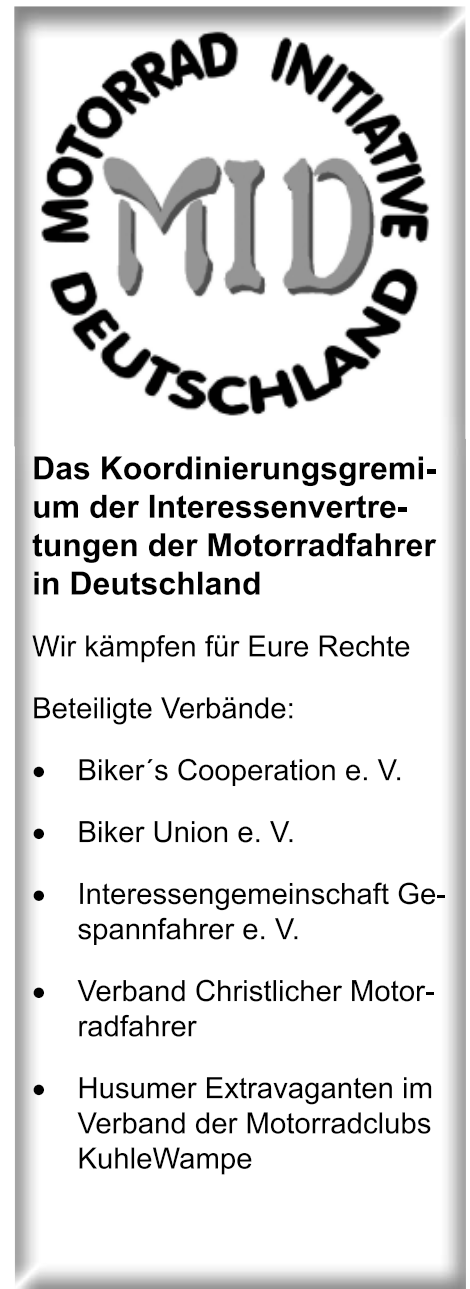 MOTORRAD INITIATIVE
DEUTSCHLAND
MID
Das Koordinierungsgremi-
um der Interessenvertre-
tungen der Motorradfahrer
in Deutschland
Wir kämpfen für Eure Rechte
Beteiligte Verbände:
• Biker´s Cooperation e. V.
• Biker Union e. V.
• Interessengemeinschaft Ge-
spannfahrer e. V.
• Verband Christlicher Motor-
radfahrer
• Husumer Extravaganten im
Verband der Motorradclubs
KuhleWampe